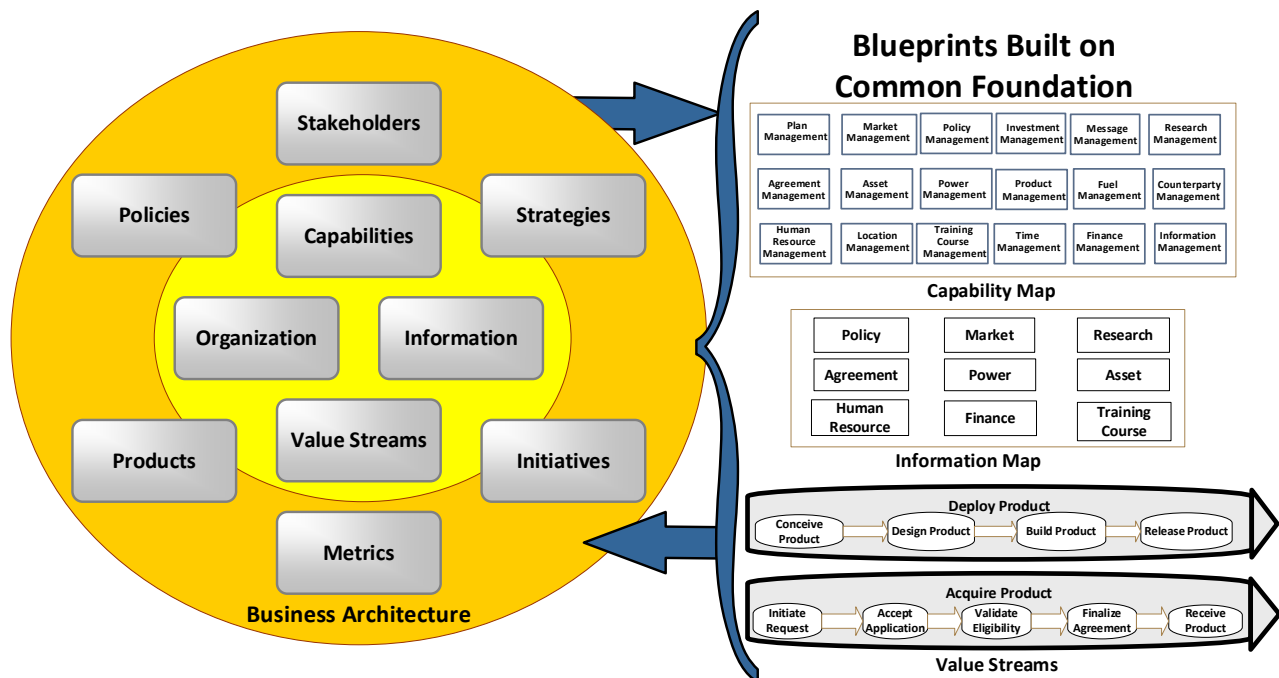 Stakeholders
Policies
Strategies
Capabilities
Organization
Information
Value Streams
Products
Initiatives
Metrics
Business Architecture
Blueprints Built on
Common Foundation
Plan
Management
Market
Management
Policy
Management
Investment
Management
Message
Management
Research
Management
Agreement
Management
Asset
Management
Power
Management
Product
Management
Fuel
Management
Counterparty
Management
Human
Resource
Management
Location
Management
Training
Course
Management
Time
Management
Finance
Management
Information
Management
Capability Map
Policy
Market
Research
Agreement
Power
Asset
Human
Resource
Finance
Training
Course
Information Map
Deploy Product
Conceive
Product
Design Product
Build Product
Release Product
Acquire Product
Initiate
Request
Accept
Application
Validate
Eligibility
Finalize
Agreement
Receive
Product
Value Streams